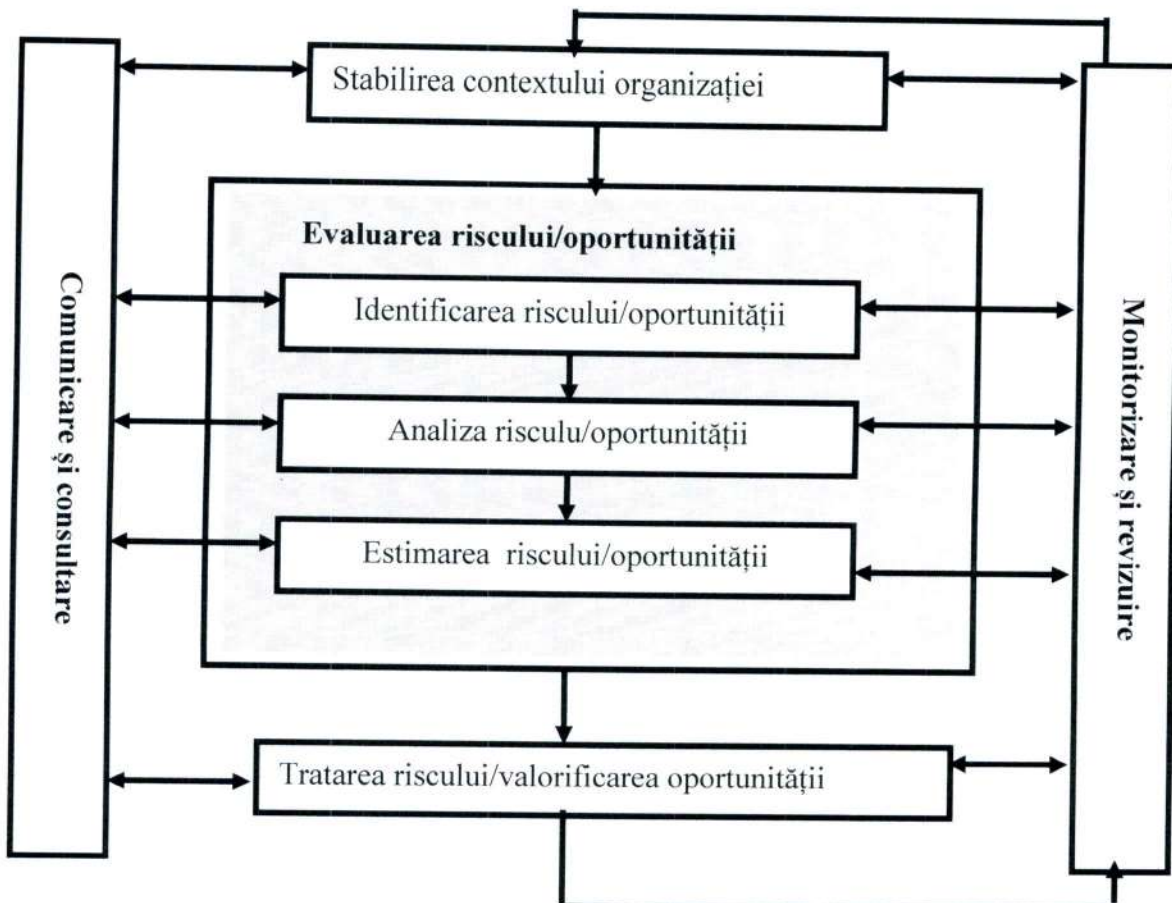 Stabilirea contextului organizației
Evaluarea riscului/oportunității
Identificarea riscului/oportunității
Analiza risculu/oportunității
Estimarea riscului/oportunității
Tratarea riscului/valorificarea oportunității
Comunicare și consultare
Monitorizare și revizuire